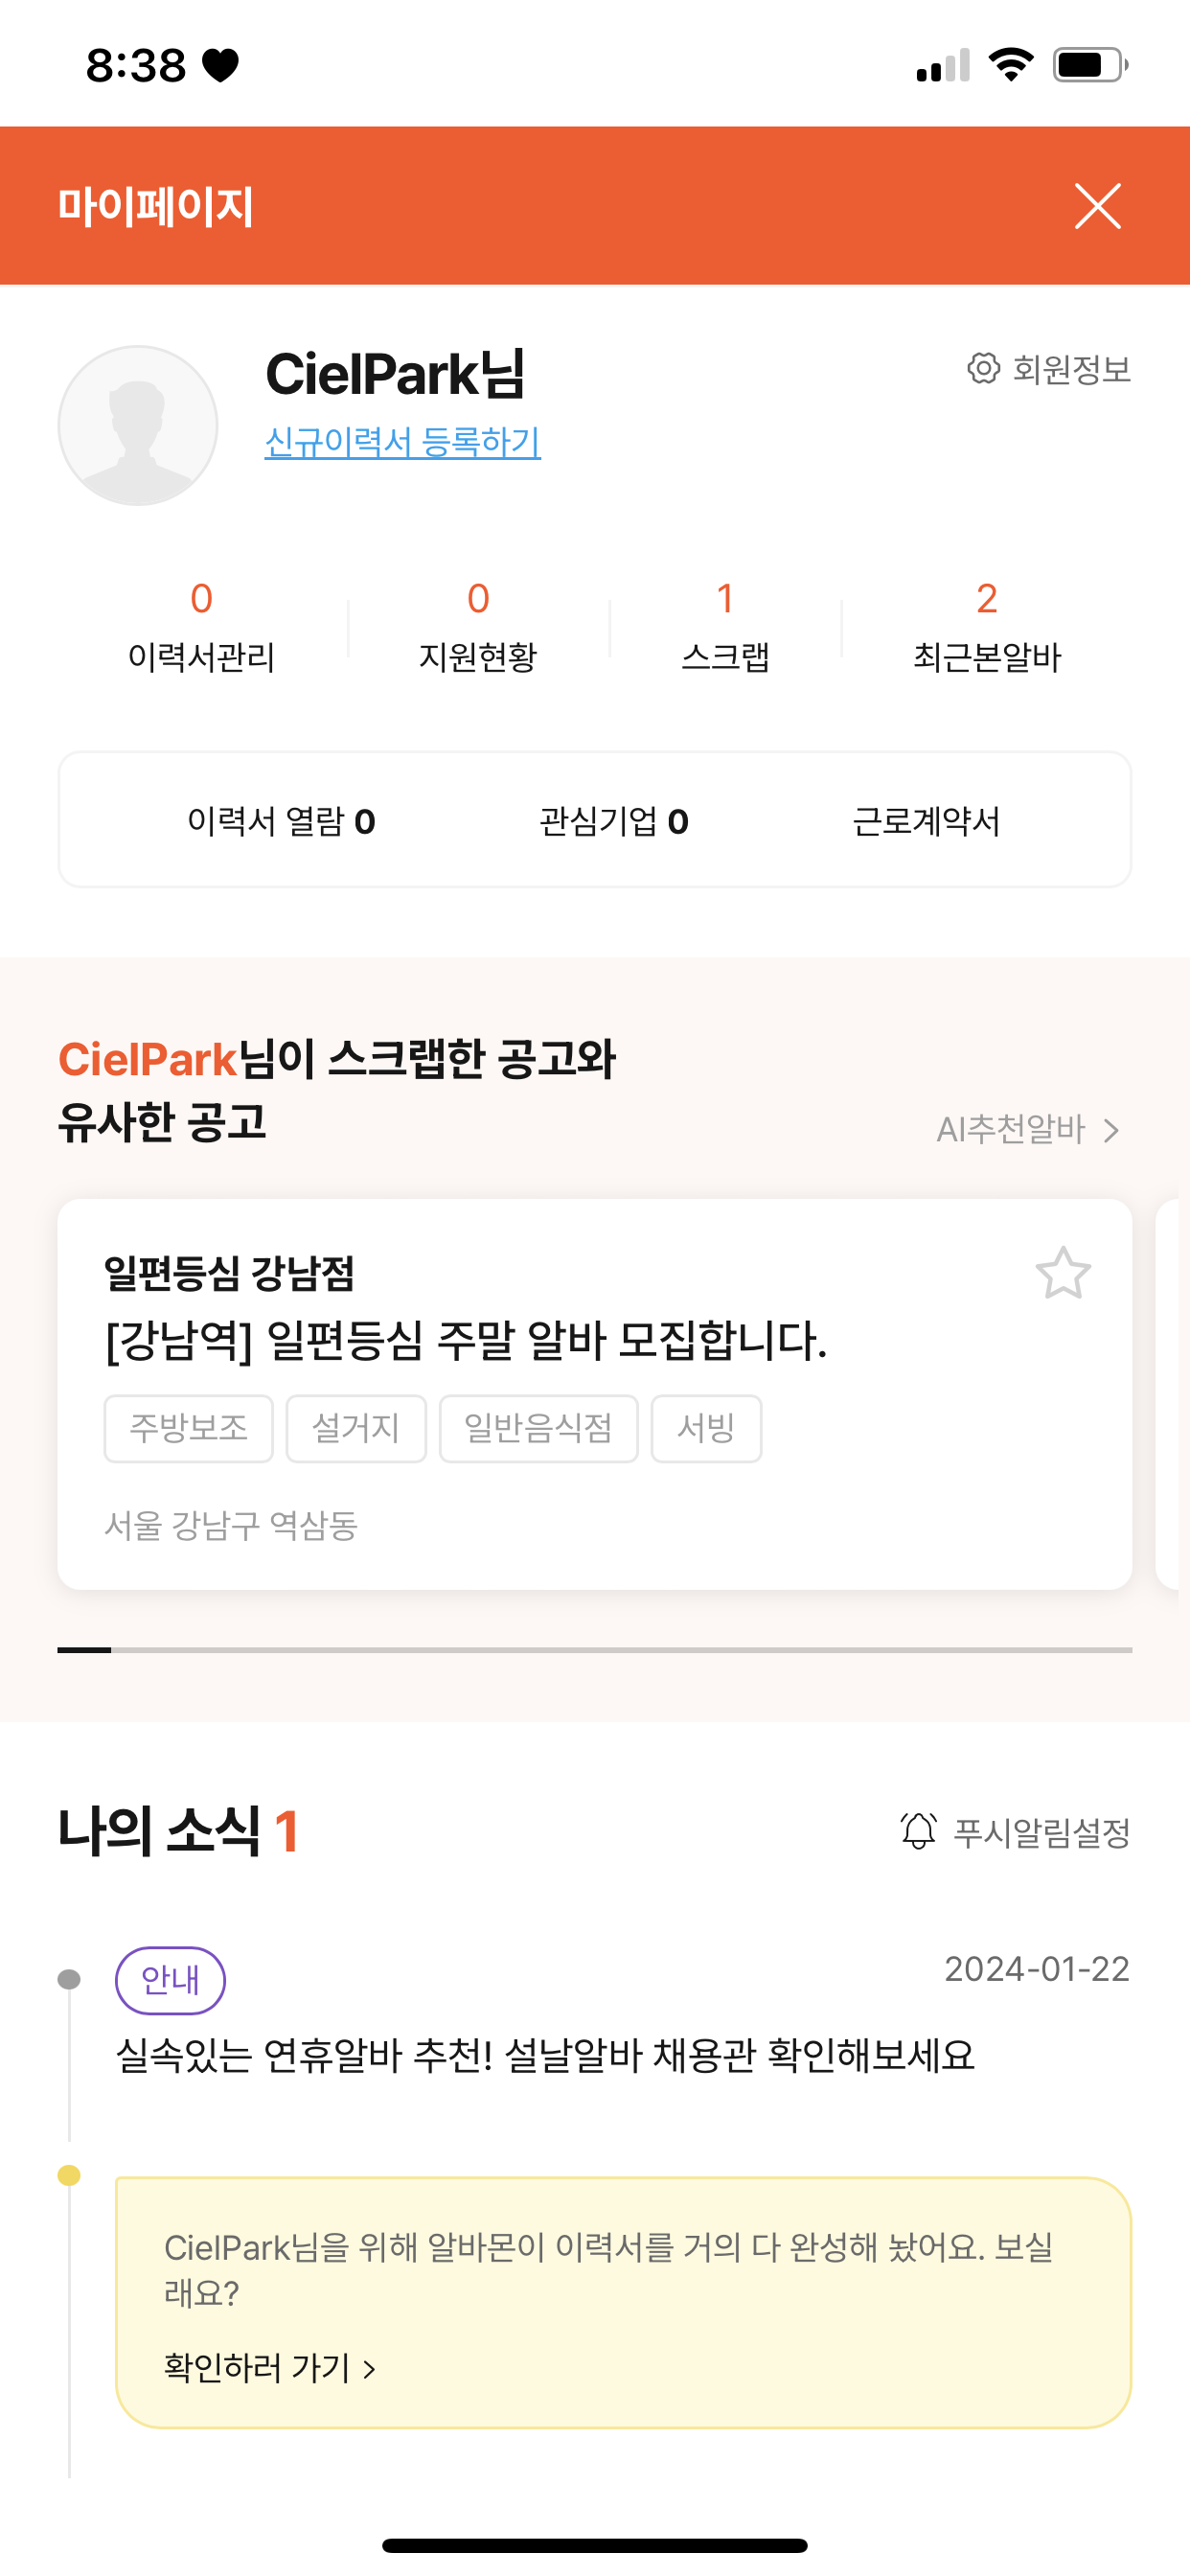 8:38
마이페이지
CielPark님
회원정보
신규이력서 등록하기
0
이력서관리
0
지원현황
1
스크랩
2
최근본알바
이력서 열람 0
관심기업 0
근로계약서
CielPark님이 스크랩한 공고와
유사한 공고
AI추천알바
일편등심 강남점
[강남역] 일편등심 주말 알바 모집합니다.
주방보조 설거지 일반음식점 서빙
서울 강남구 역삼동
나의 소식 1
푸시알림설정
안내
2024-01-22
실속있는 연휴알바 추천! 설날알바 채용관 확인해보세요
CielPark님을 위해 알바몬이 이력서를 거의 다 완성해 놨어요. 보실
래요?
확인하러 가기